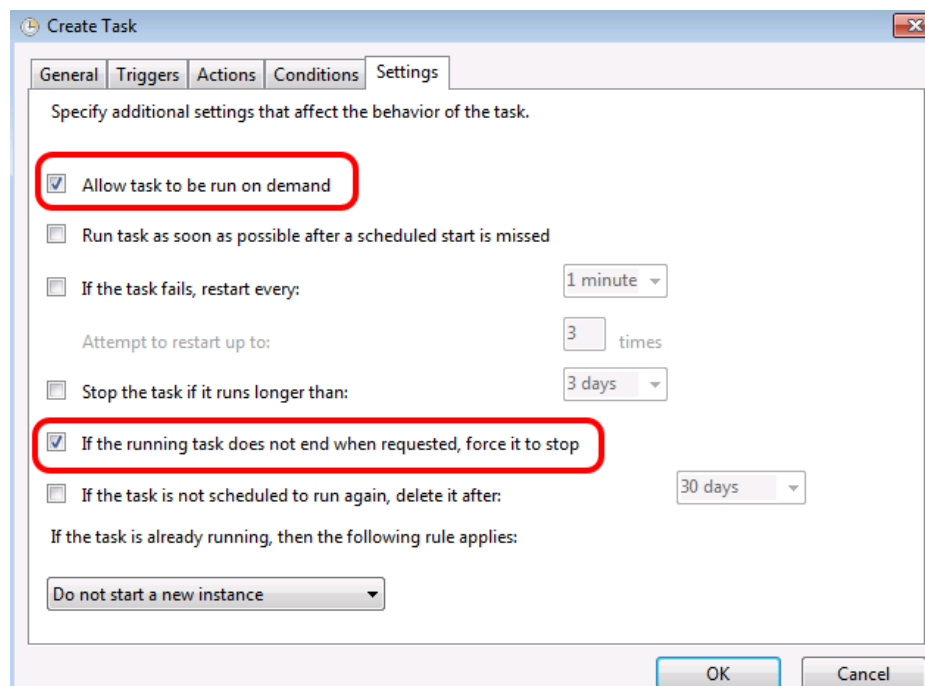 Create Task
General Triggers Actions Conditions Settings
Specify additional settings that affect the behavior of the task.
Allow task to be run on demand
Run task as soon as possible after a scheduled start is missed
If the task fails, restart every: 1 minute
Attempt to restart up to: 3 times
Stop the task if it runs longer than: 3 days
If the running task does not end when requested, force it to stop
If the task is not scheduled to run again, delete it after: 30 days
If the task is already running, then the following rule applies:
Do not start a new instance
OK Cancel